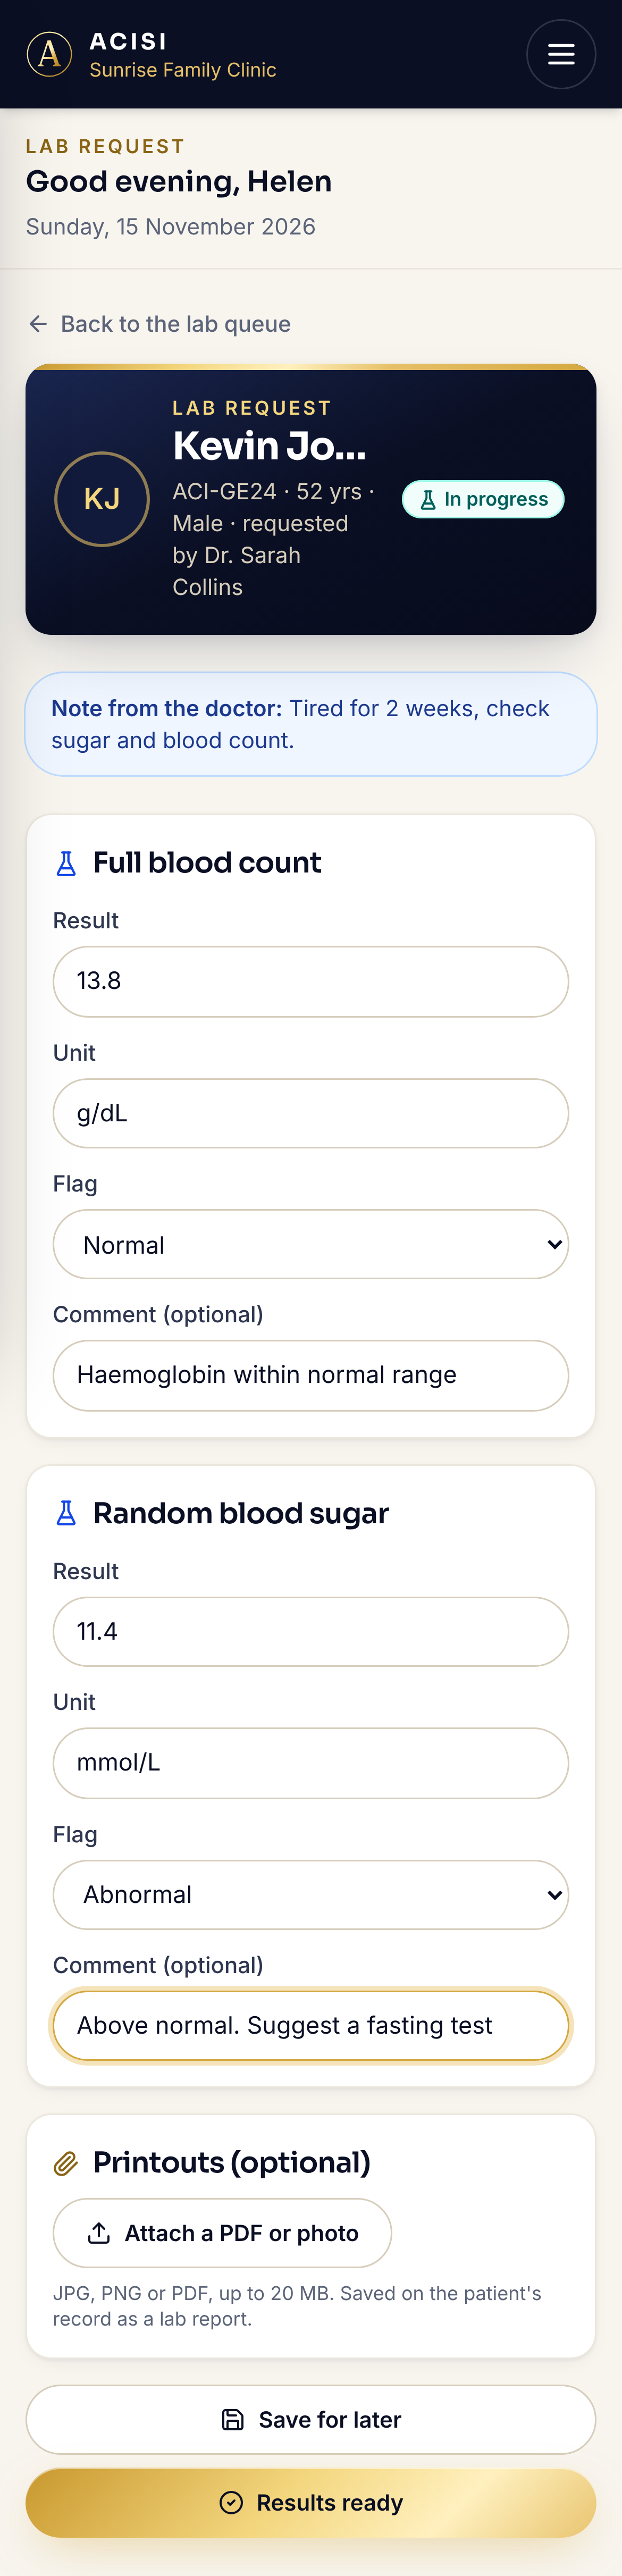 A
ACISI
Sunrise Family Clinic
LAB REQUEST
Good evening, Helen
Sunday, 15 November 2026
Back to the lab queue
KJ
LAB REQUEST
Kevin Jo...
ACI-GE24 · 52 yrs ·
Male · requested
by Dr. Sarah
Collins
In progress
Note from the doctor: Tired for 2 weeks, check
sugar and blood count.
Full blood count
Result
13.8
Unit
g/dL
Flag
Normal
Comment (optional)
Haemoglobin within normal range
Random blood sugar
Result
11.4
Unit
mmol/L
Flag
Abnormal
Comment (optional)
Above normal. Suggest a fasting test
Printouts (optional)
Attach a PDF or photo
JPG, PNG or PDF, up to 20 MB. Saved on the patient's
record as a lab report.
Save for later
Results ready